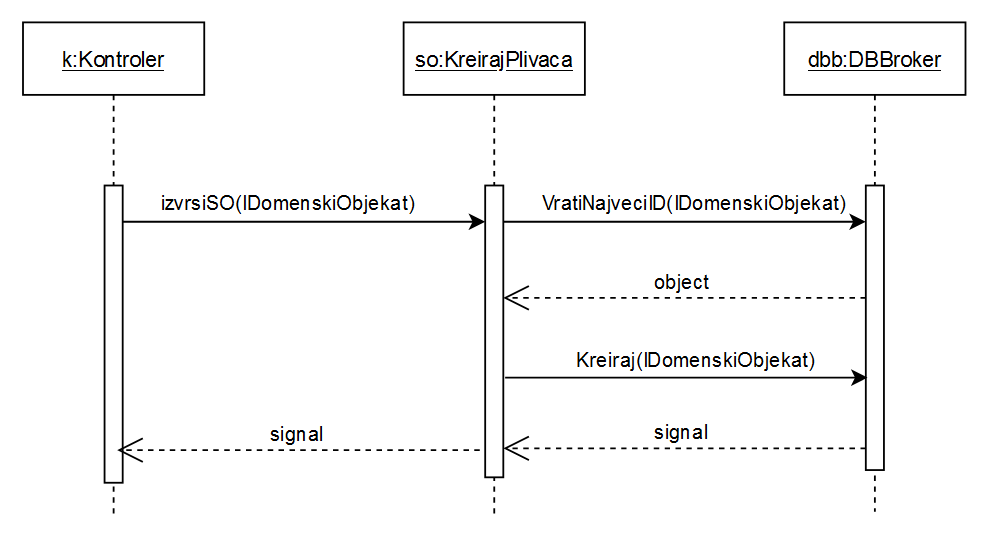 k:Kontroler
so:KreirajPlivaca
dbb:DBBroker
izvrsiSO(IDomenskiObjekat)
VratiNajveciID(IDomenskiObjekat)
object
Kreiraj(IDomenskiObjekat)
signal
signal